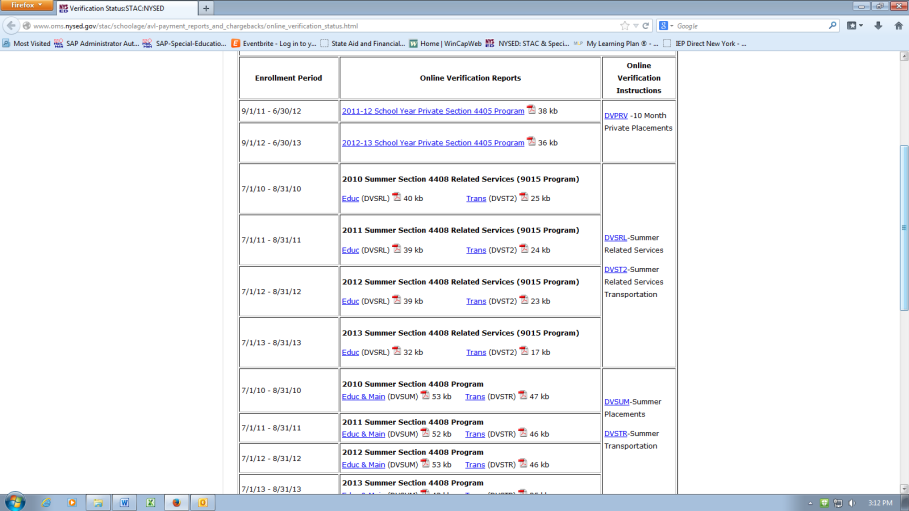 Firefox
Verification Status:STAC:NYSED
www.oms.nysed.gov/stac/schoolage/avl-payment_reports_and_chargebacks/online_verification_status.html
Google
Most Visited SAP Administrator Aut... SAP-Special-Educatio... Eventbrite - Log in to y... State Aid and Financial... Home | WinCapWeb NYSED: STAC & Speci... My Learning Plan ® - ... IEP Direct New York - ...
Enrollment Period
Online Verification Reports
Online
Verification
Instructions
9/1/11 - 6/30/12
2011-12 School Year Private Section 4405 Program 38 kb
DVPRV -10 Month
Private Placements
9/1/12 - 6/30/13
2012-13 School Year Private Section 4405 Program 36 kb
7/1/10 - 8/31/10
2010 Summer Section 4408 Related Services (9015 Program)
Educ (DVSRL) 40 kb Trans (DVST2) 25 kb
7/1/11 - 8/31/11
2011 Summer Section 4408 Related Services (9015 Program)
Educ (DVSRL) 39 kb Trans (DVST2) 24 kb
DVSRL-Summer
Related Services
DVST2-Summer
Related Services
Transportation
7/1/12 - 8/31/12
2012 Summer Section 4408 Related Services (9015 Program)
Educ (DVSRL) 39 kb Trans (DVST2) 23 kb
7/1/13 - 8/31/13
2013 Summer Section 4408 Related Services (9015 Program)
Educ (DVSRL) 32 kb Trans (DVST2) 17 kb
7/1/10 - 8/31/10
2010 Summer Section 4408 Program
Educ & Main (DVSUM) 53 kb Trans (DVSTR) 47 kb
DVSUM-Summer
Placements
DVSTR-Summer
Transportation
7/1/11 - 8/31/11
2011 Summer Section 4408 Program
Educ & Main (DVSUM) 52 kb Trans (DVSTR) 46 kb
7/1/12 - 8/31/12
2012 Summer Section 4408 Program
Educ & Main (DVSUM) 53 kb Trans (DVSTR) 46 kb
7/1/13 - 8/31/13
2013 Summer Section 4408 Program
3:12 PM